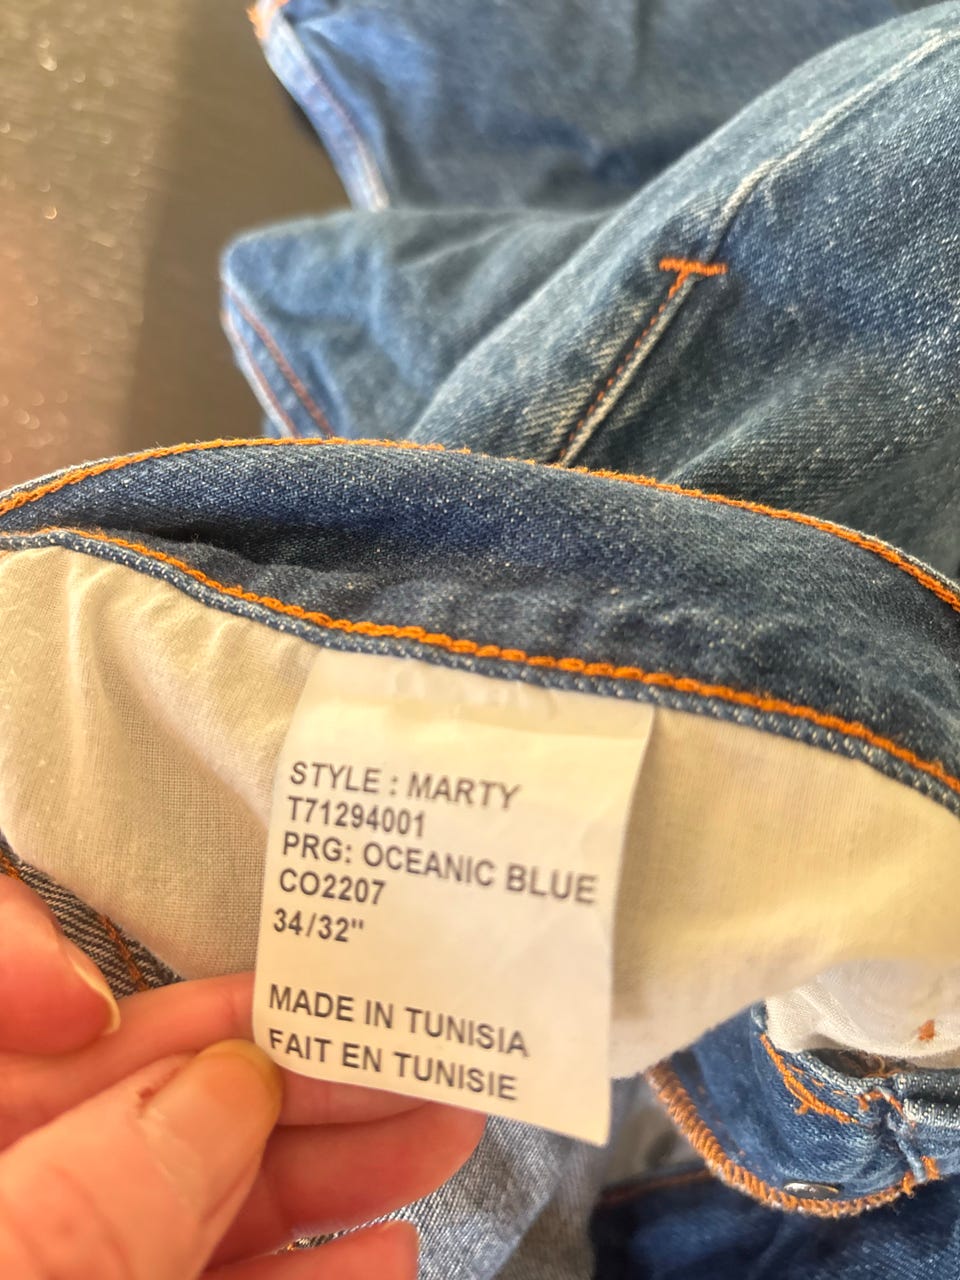 STYLE : MARTY
T71294001
PRG: OCEANIC BLUE
CO2207
34/32"
MADE IN TUNISIA
FAIT EN TUNISIE